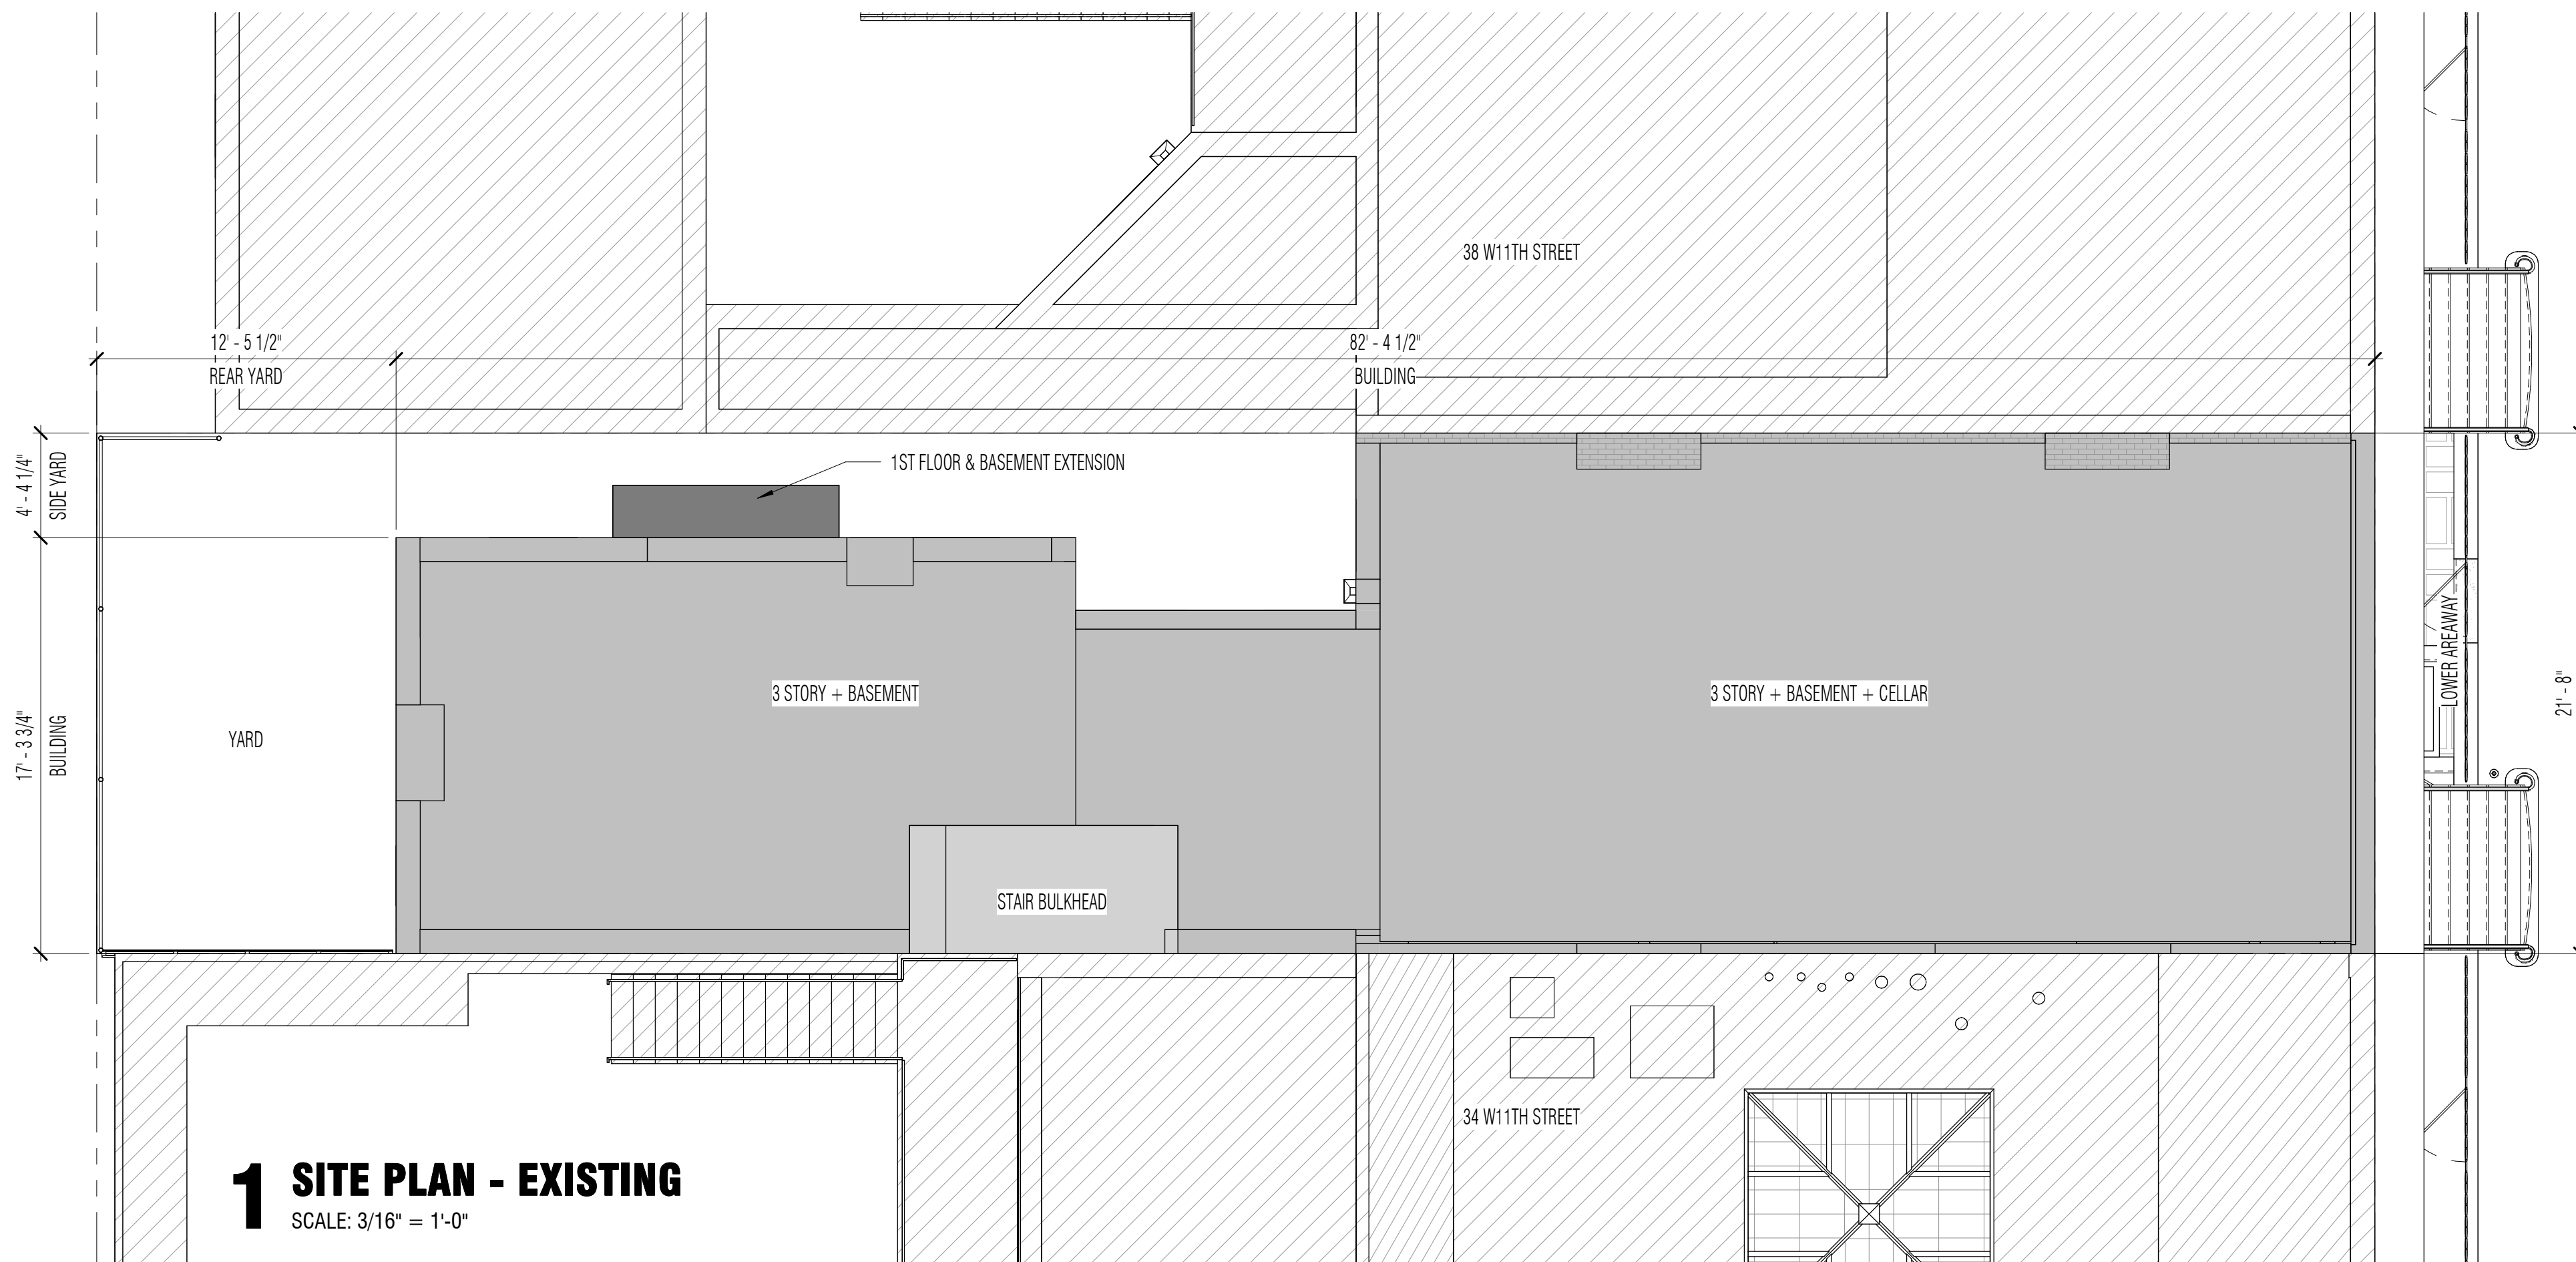 38 W11TH STREET
12' - 5 1/2"
REAR YARD
82' - 4 1/2"
BUILDING
4' - 4 1/4"
SIDE YARD
1ST FLOOR & BASEMENT EXTENSION
3 STORY + BASEMENT
3 STORY + BASEMENT + CELLAR
LOWER AREAWAY
21' - 8"
17' - 3 3/4"
BUILDING
YARD
STAIR BULKHEAD
34 W11TH STREET
1 SITE PLAN - EXISTING
SCALE: 3/16" = 1'-0"